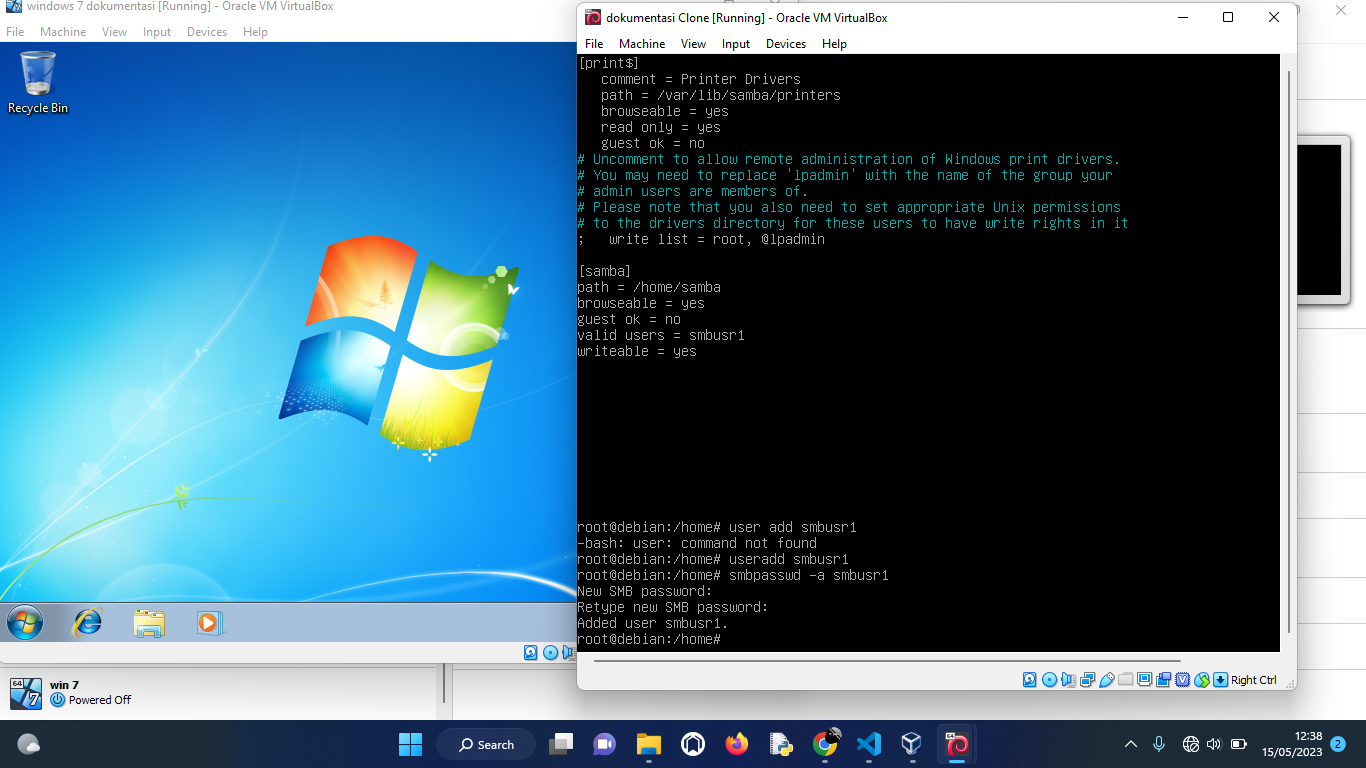 windows 7 dokumentasi [Running] - Oracle VM VirtualBox
File Machine View Input Devices Help
Recycle Bin
dokumentasi Clone [Running] - Oracle VM VirtualBox
File Machine View Input Devices Help
[print$]
comment = Printer Drivers
path = /var/lib/samba/printers
browseable = yes
read only = yes
guest ok = no
# Uncomment to allow remote administration of Windows print drivers.
# You may need to replace 'lpadmin' with the name of the group your
# admin users are members of.
# Please note that you also need to set appropriate Unix permissions
# to the drivers directory for these users to have write rights in it
;   write list = root, @lpadmin
[samba]
path = /home/samba
browseable = yes
guest ok = no
valid users = smbusr1
writeable = yes
root@debian:/home# user add smbusr1
-bash: user: command not found
root@debian:/home# useradd smbusr1
root@debian:/home# smbpasswd -a smbusr1
New SMB password:
Retype new SMB password:
Added user smbusr1.
root@debian:/home#
Right Ctrl
64
7
win 7
Powered Off
Search
64
12:38
15/05/2023
2